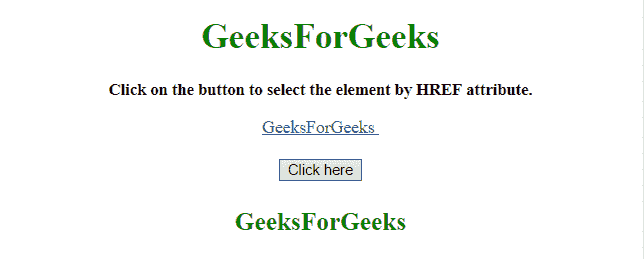 GeeksForGeeks
Click on the button to select the element by HREF attribute.
GeeksForGeeks
Click here
GeeksForGeeks